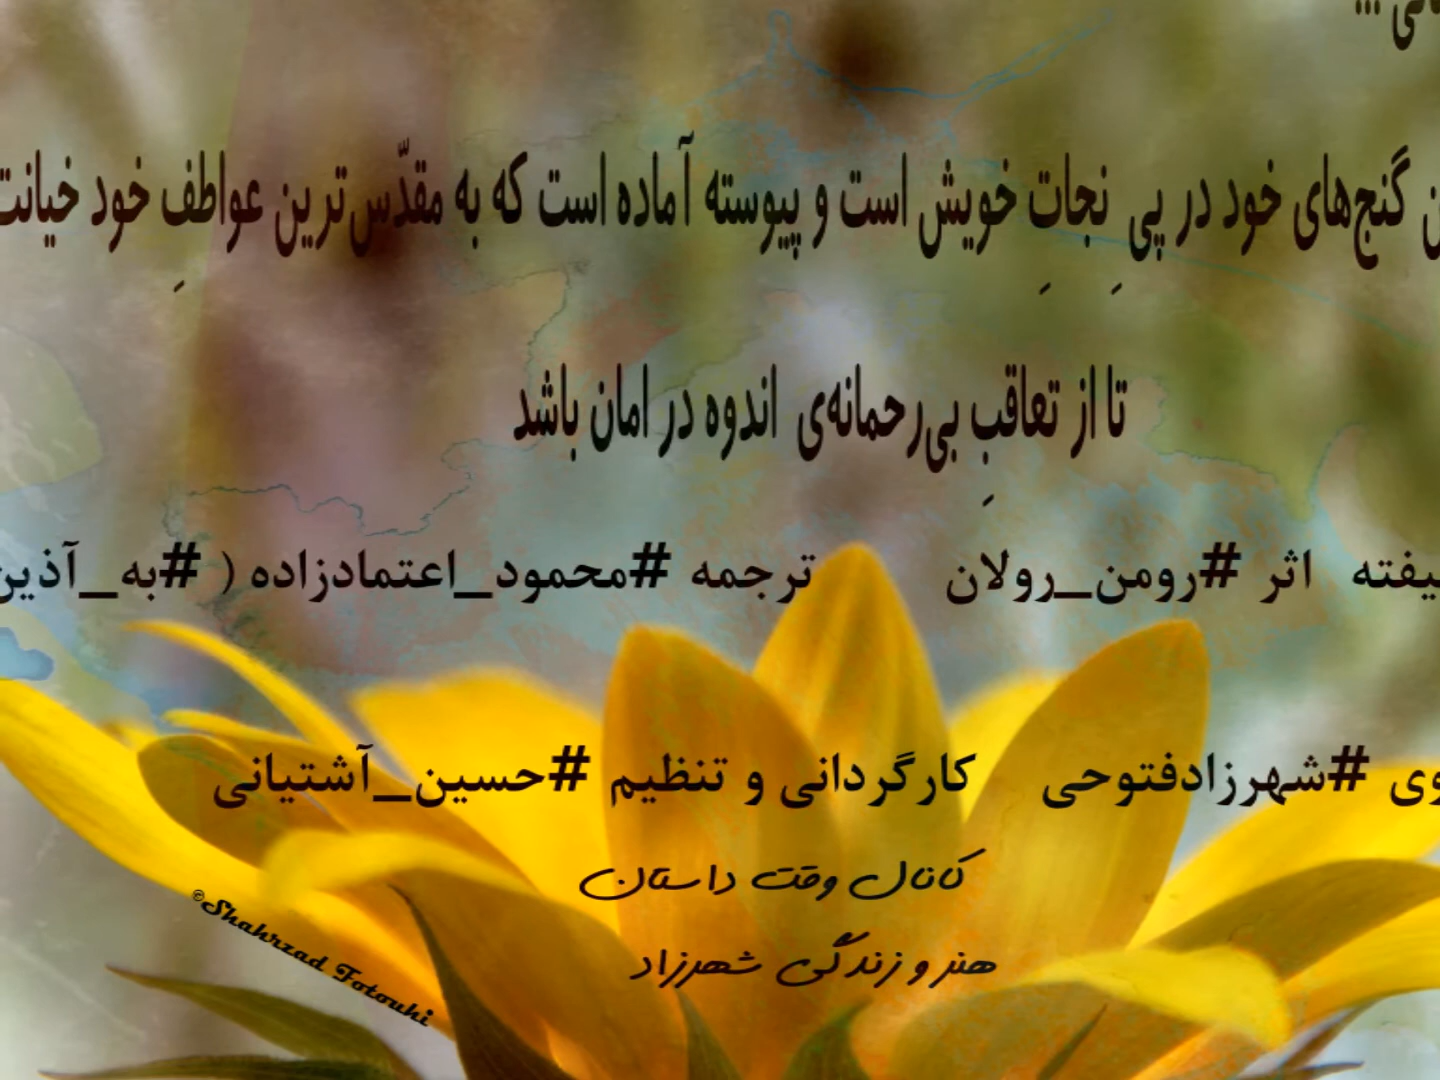 گنج‌های خود در پیِ نجاتِ خویش است و پیوسته آماده است که به مقدّس‌ترین عواطفِ خود خیانت
تا از تعاقبِ بی‌رحمانه‌ی اندوه در امان باشد
اثر #رومن_رولان ترجمه #محمود_اعتمادزاده ( #به_آذین
#شهرزادفتوحی کارگردانی و تنظیم #حسین_آشتیانی
کانال وقت داستان
هنر و زندگی شهرزاد
©Shahrzad Fotouhi